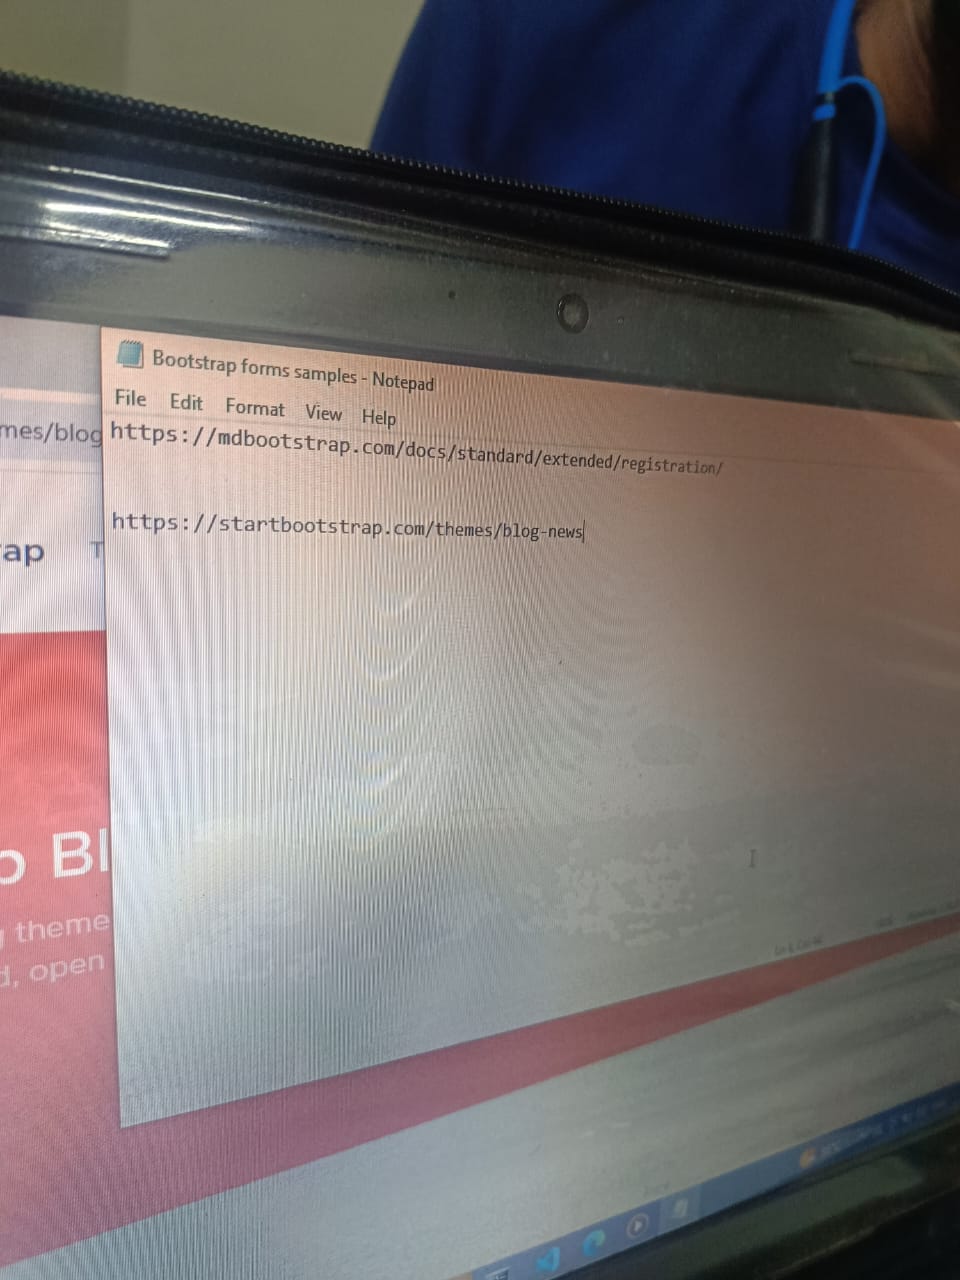 Bootstrap forms samples - Notepad
File Edit Format View Help
mes/blog
https://mdbootstrap.com/docs/standard/extended/registration/
https://startbootstrap.com/themes/blog-news
ap T
o Bl
g theme
d, open